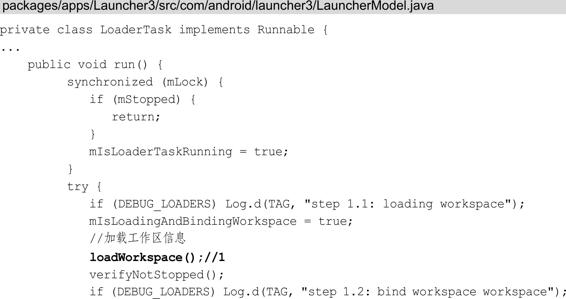 packages/apps/Launcher3/src/com/android/launcher3/LauncherModel.java
private class LoaderTask implements Runnable {
...
public void run() {
synchronized (mLock) {
if (mStopped) {
return;
}
mIsLoaderTaskRunning = true;
}
try {
if (DEBUG_LOADERS) Log.d(TAG, "step 1.1: loading workspace");
mIsLoadingAndBindingWorkspace = true;
//加载工作区信息
loadWorkspace();//1
verifyNotStopped();
if (DEBUG_LOADERS) Log.d(TAG, "step 1.2: bind workspace workspace");